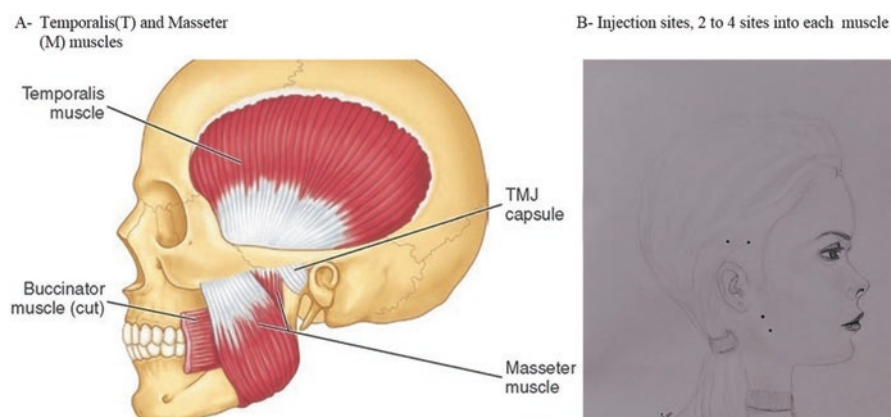 A- Temporalis(T) and Masseter
(M) muscles
B- Injection sites, 2 to 4 sites into each muscle
Temporalis
muscle
TMJ
capsule
Buccinator
muscle (cut)
Masseter
muscle